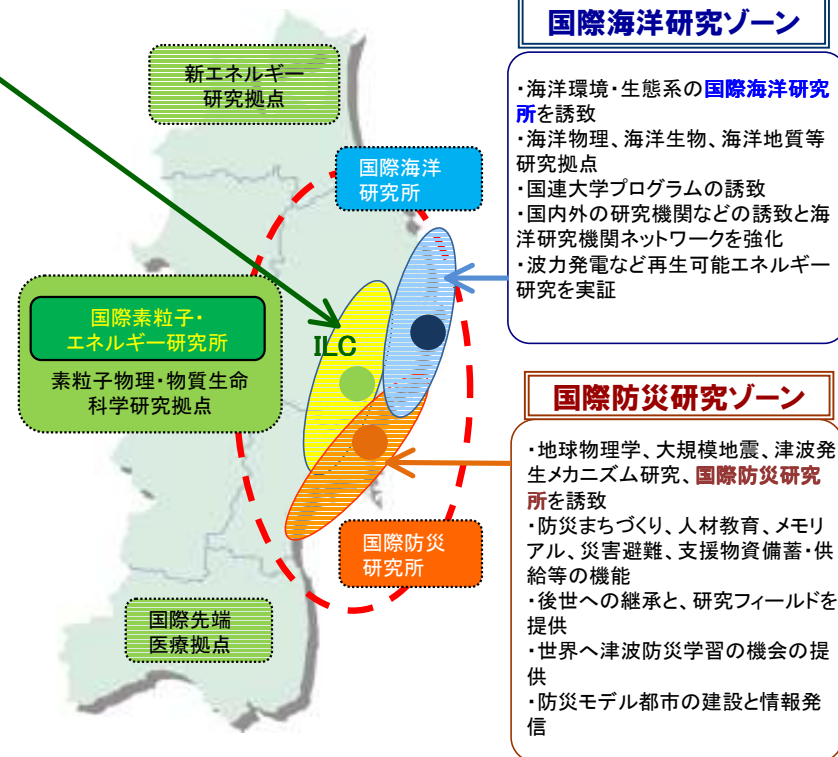 新エネルギー
研究拠点
国際海洋
研究所
国際素粒子・
エネルギー研究所
素粒子物理・物質生命
科学研究拠点
ILC
国際防災
研究所
国際先端
医療拠点
国際海洋研究ゾーン
・海洋環境・生態系の国際海洋研究
所を誘致
・海洋物理、海洋生物、海洋地質等
研究拠点
・国連大学プログラムの誘致
・国内外の研究機関などの誘致と海
洋研究機関ネットワークを強化
・波力発電など再生可能エネルギー
研究を実証
国際防災研究ゾーン
・地球物理学、大規模地震、津波発
生メカニズム研究、国際防災研究
所を誘致
・防災まちづくり、人材教育、メモリ
アル、災害避難、支援物資備蓄・供
給等の機能
・後世への継承と、研究フィールドを
提供
・世界へ津波防災学習の機会の提
供
・防災モデル都市の建設と情報発
信